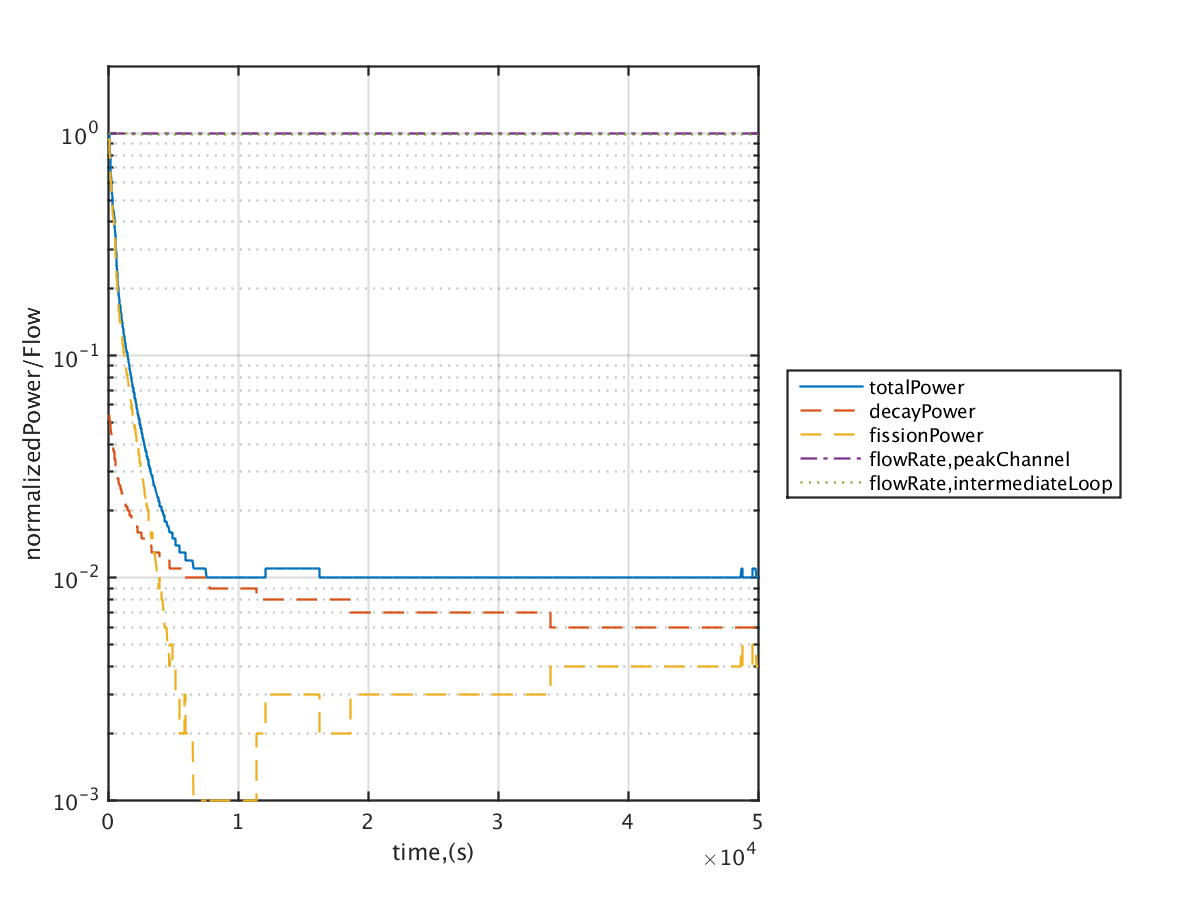 10^0
10^-1
10^-2
10^-3
normalizedPower/Flow
0 1 2 3 4 5
×10^4
time,(s)
totalPower
decayPower
fissionPower
flowRate,peakChannel
flowRate,intermediateLoop